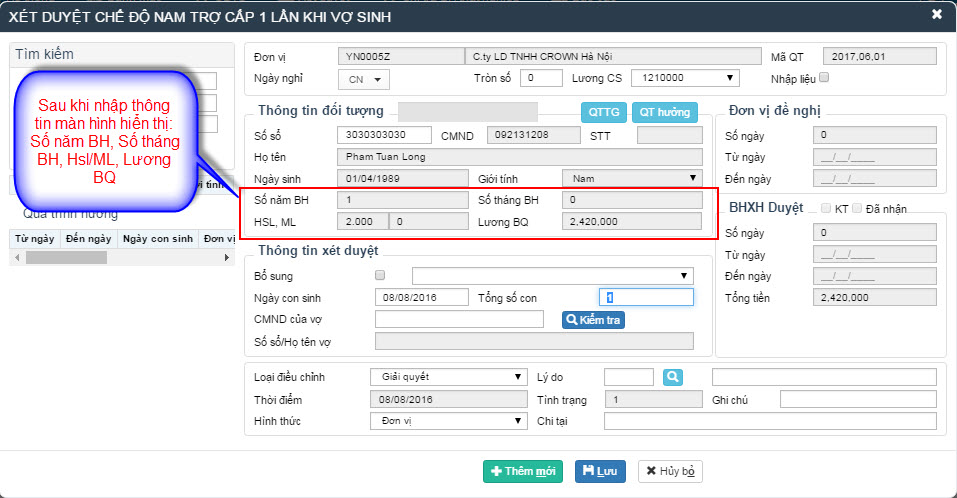 XÉT DUYỆT CHẾ ĐỘ NAM TRỢ CẤP 1 LẦN KHI VỢ SINH
Tìm kiếm
Sau khi nhập thông
tin màn hình hiển thị:
Số năm BH, Số tháng
BH, Hsl/ML, Lương
BQ
Quá trình hưởng
Từ ngày Đến ngày Ngày con sinh Đơn vị
Đơn vị YN0005Z C.ty LD TNHH CROWN Hà Nội Mã QT 2017.06.01
Ngày nghỉ CN Tròn số 0 Lương CS 1210000 Nhập liệu
Thông tin đối tượng QTTG QT hưởng
Số sổ 3030303030 CMND 092131208 STT
Họ tên Pham Tuan Long
Ngày sinh 01/04/1989 Giới tính Nam
Số năm BH 1 Số tháng BH 0
HSL, ML 2.000 0 Lương BQ 2,420,000
Đơn vị đề nghị
Số ngày 0
Từ ngày __/__/____
Đến ngày __/__/____
BHXH Duyệt KT Đã nhận
Số ngày 0
Từ ngày __/__/____
Đến ngày __/__/____
Tổng tiền 2,420,000
Thông tin xét duyệt
Bổ sung
Ngày con sinh 08/08/2016 Tổng số con 1
CMND của vợ Kiểm tra
Số sổ/Họ tên vợ
Loại điều chỉnh Giải quyết Lý do
Thời điểm 08/08/2016 Tình trạng 1 Ghi chú
Hình thức Đơn vị Chi tại
Thêm mới Lưu Hủy bỏ